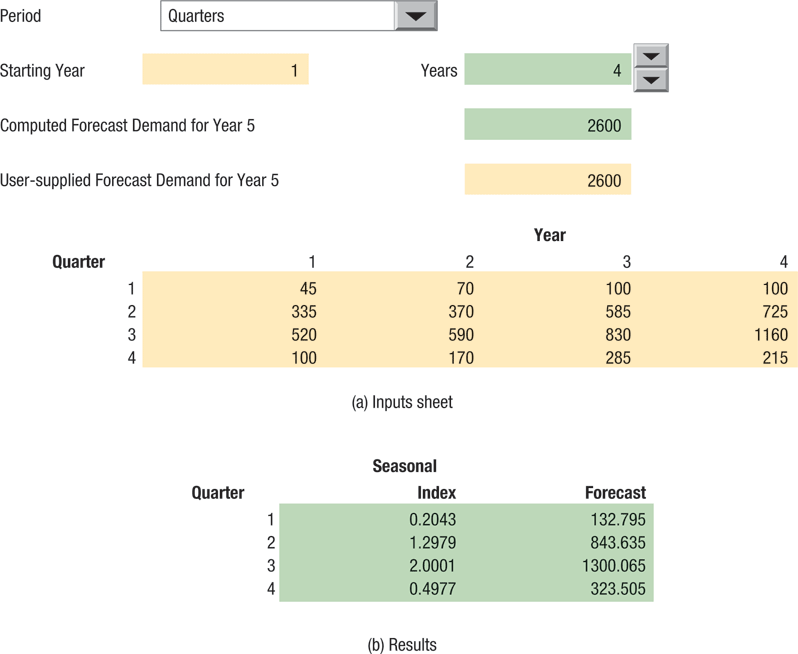 Period Quarters
Starting Year 1 Years 4
Computed Forecast Demand for Year 5 2600
User-supplied Forecast Demand for Year 5 2600
Year
Quarter 1 2 3 4
1 45 70 100 100
2 335 370 585 725
3 520 590 830 1160
4 100 170 285 215
(a) Inputs sheet
Seasonal
Quarter Index Forecast
1 0.2043 132.795
2 1.2979 843.635
3 2.0001 1300.065
4 0.4977 323.505
(b) Results